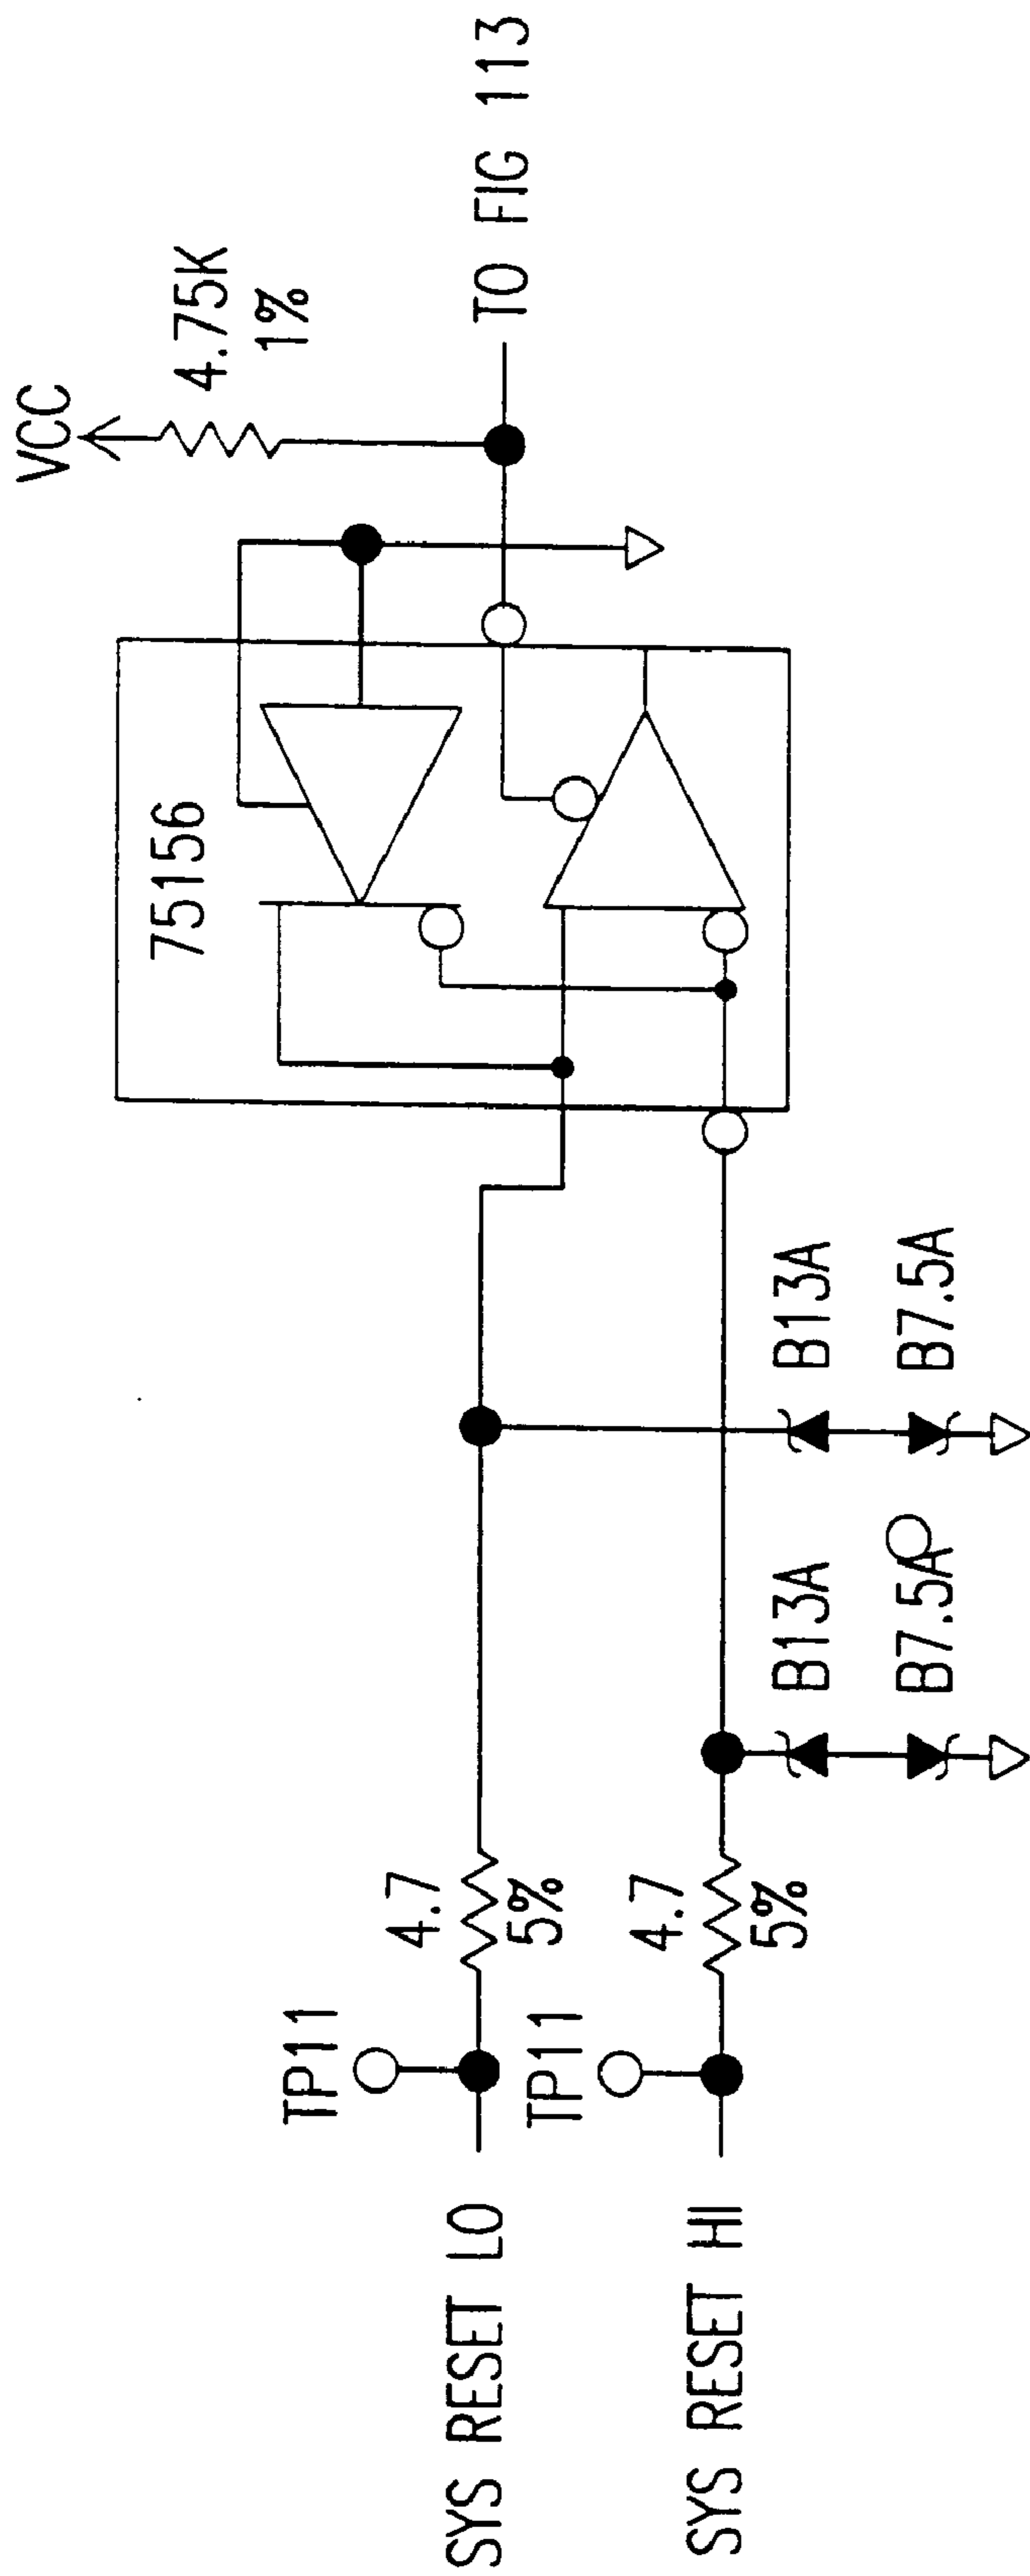 VCC
4.75K
1%
TO FIG 113
75156
B13A
B7.5A
B13A
B7.5A
4.7
5%
4.7
5%
TP11
TP11
SYS RESET LO
SYS RESET HI